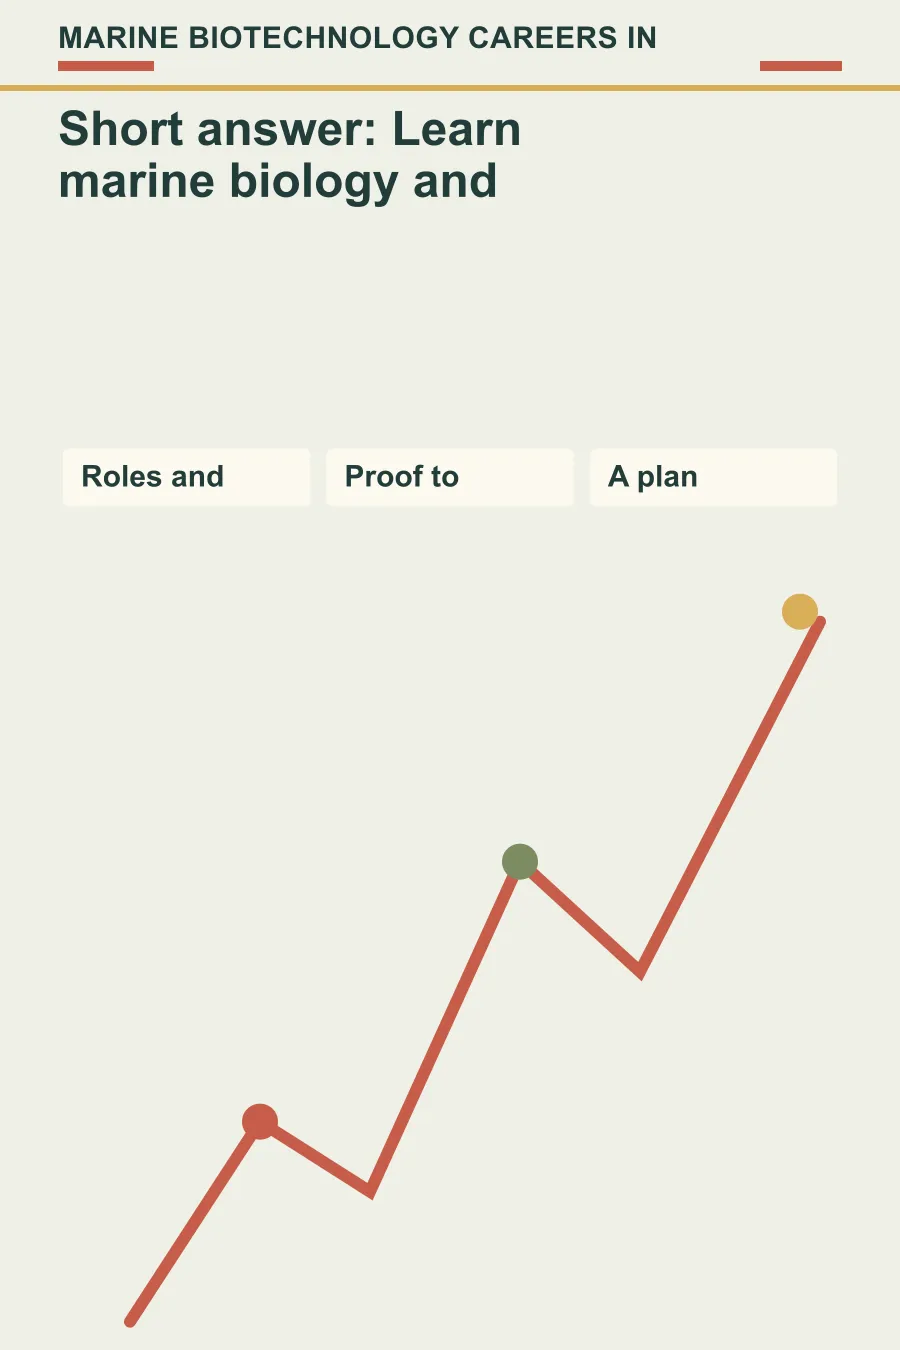 MARINE BIOTECHNOLOGY CAREERS IN
Short answer: Learn
marine biology and
Roles and
Proof to
A plan